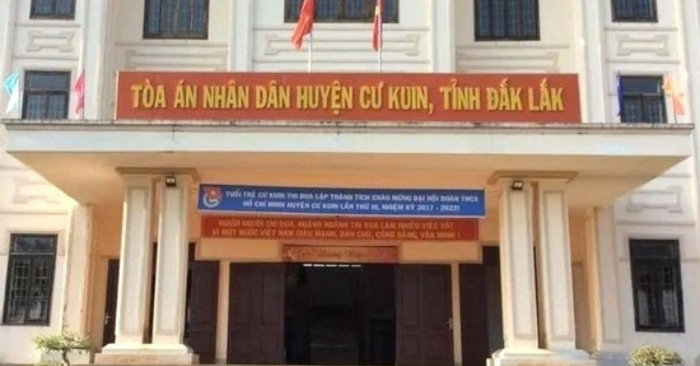 TÒA ÁN NHÂN DÂN HUYỆN CƯ KUIN, TỈNH ĐẮK LẮK
TUỔI TRẺ CƯ KUIN THI ĐUA LẬP THÀNH TÍCH CHÀO MỪNG ĐẠI HỘI ĐOÀN TNCS
HỒ CHÍ MINH HUYỆN CƯ KUIN LẦN THỨ III, NHIỆM KỲ 2017 - 2022!
NGƯỜI NGƯỜI THI ĐUA, NGÀNH NGÀNH THI ĐUA LÀM NHIỀU VIỆC TỐT
VÌ MỘT NƯỚC VIỆT NAM GIÀU MẠNH, DÂN CHỦ, CÔNG BẰNG, VĂN MINH !